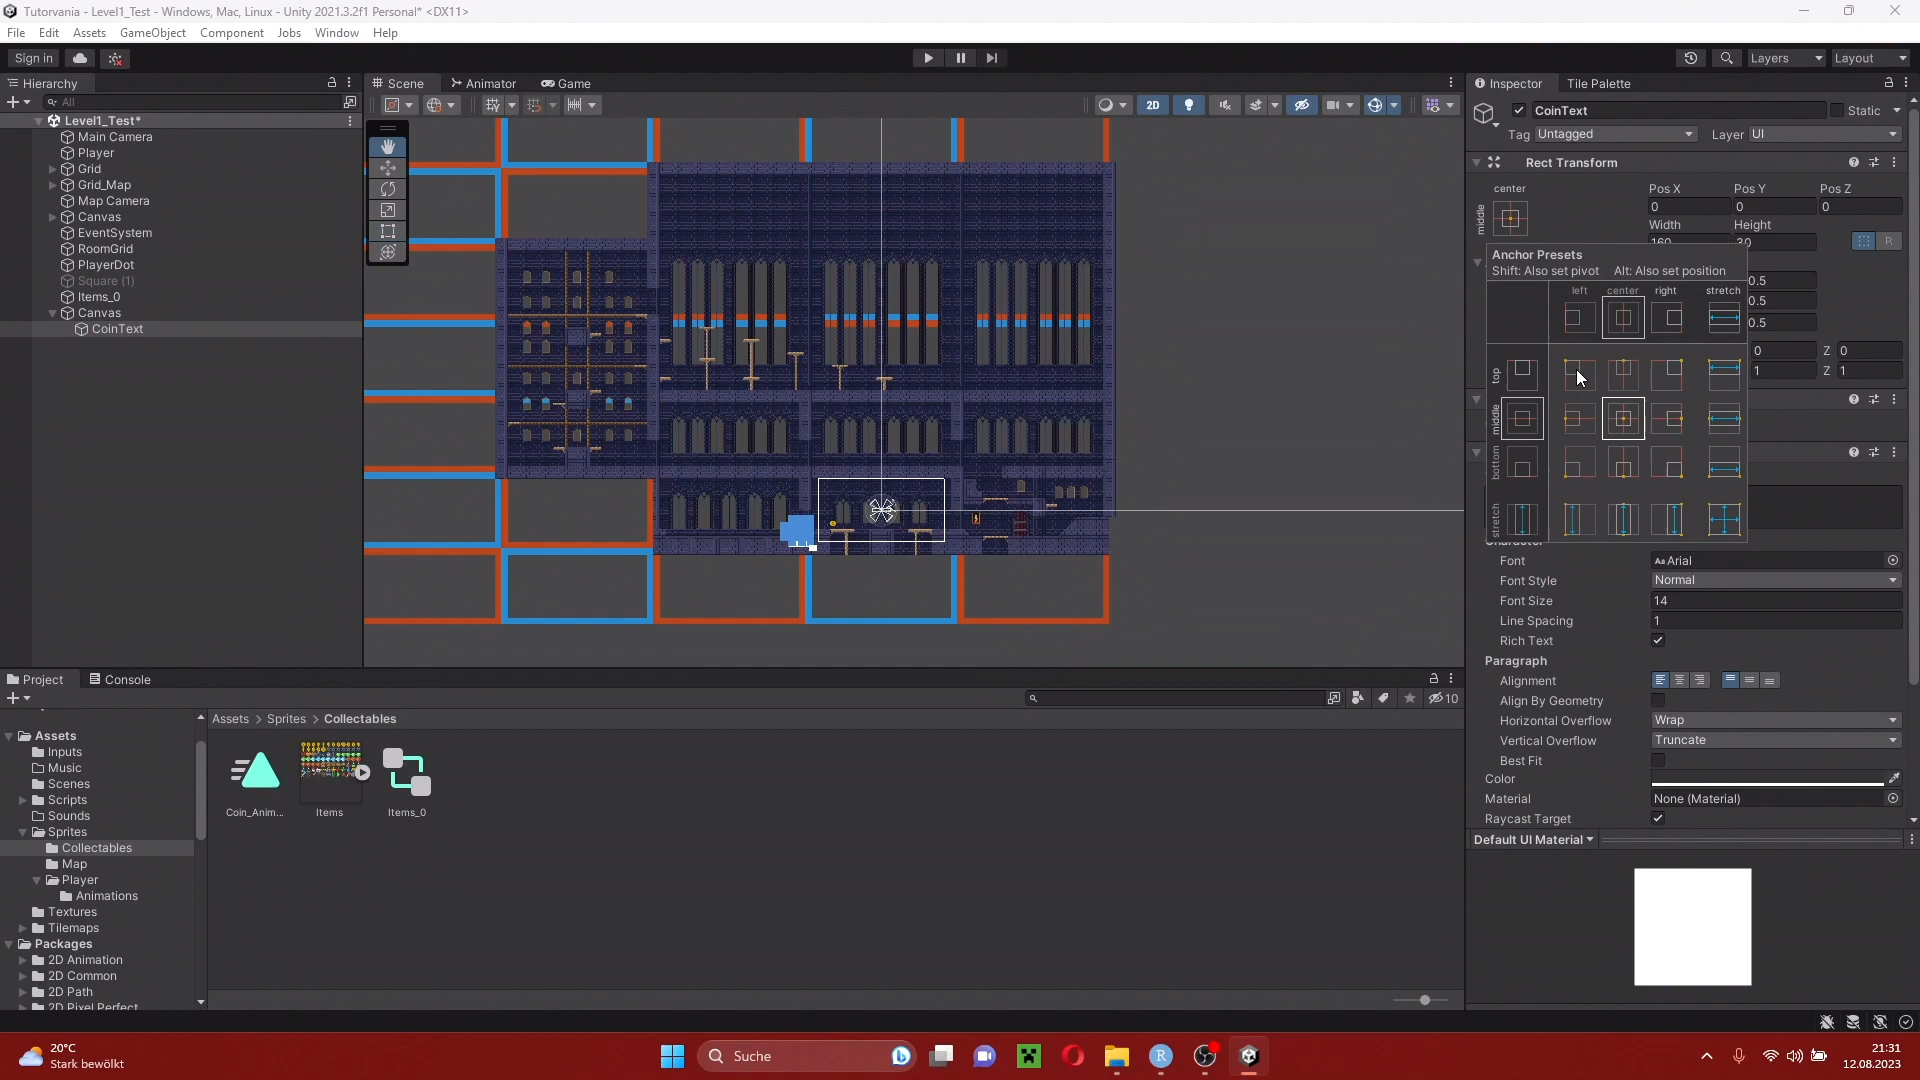 Tutorvania - Level1_Test - Windows, Mac, Linux - Unity 2021.3.2f1 Personal* <DX11>
File Edit Assets GameObject Component Jobs Window Help
Sign in
Layers Layout
Hierarchy
Scene Animator Game
Inspector Tile Palette
All
2D
CoinText Static
Level1_Test*
Tag Untagged Layer UI
Main Camera
Player
Grid
Grid_Map
Map Camera
Canvas
EventSystem
RoomGrid
PlayerDot
Square (1)
Items_0
Canvas
CoinText
Rect Transform
center Pos X Pos Y Pos Z
middle 0 0 0
Width Height
160 30 R
Anchor Presets
Shift: Also set pivot Alt: Also set position
0.5
left center right stretch
0.5
0.5
top
0 Z 0
1 Z 1
middle
bottom
stretch
Character
Font Arial
Font Style Normal
Font Size 14
Line Spacing 1
Rich Text
Paragraph
Alignment
Align By Geometry
Horizontal Overflow Wrap
Vertical Overflow Truncate
Best Fit
Color
Material None (Material)
Raycast Target
Default UI Material
Project Console
10
Assets > Sprites > Collectables
Assets
Inputs
Music
Scenes
Scripts
Sounds
Sprites
Collectables
Map
Player
Animations
Textures
Tilemaps
Packages
2D Animation
2D Common
2D Path
2D Pixel Perfect
Coin_Anim... Items Items_0
20°C
Stark bewölkt
Suche
R
21:31
12.08.2023